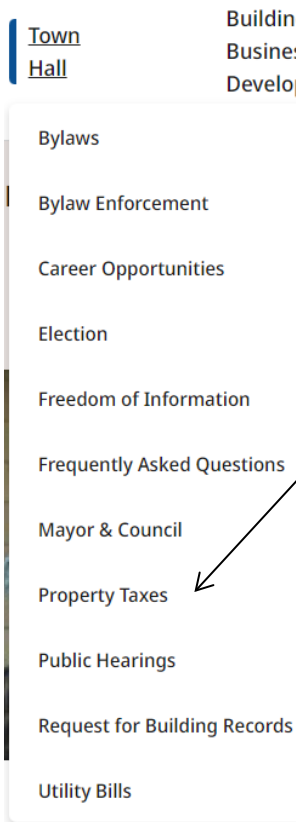 Town
Hall
Bylaws
Bylaw Enforcement
Career Opportunities
Election
Freedom of Information
Frequently Asked Questions
Mayor & Council
Property Taxes
Public Hearings
Request for Building Records
Utility Bills